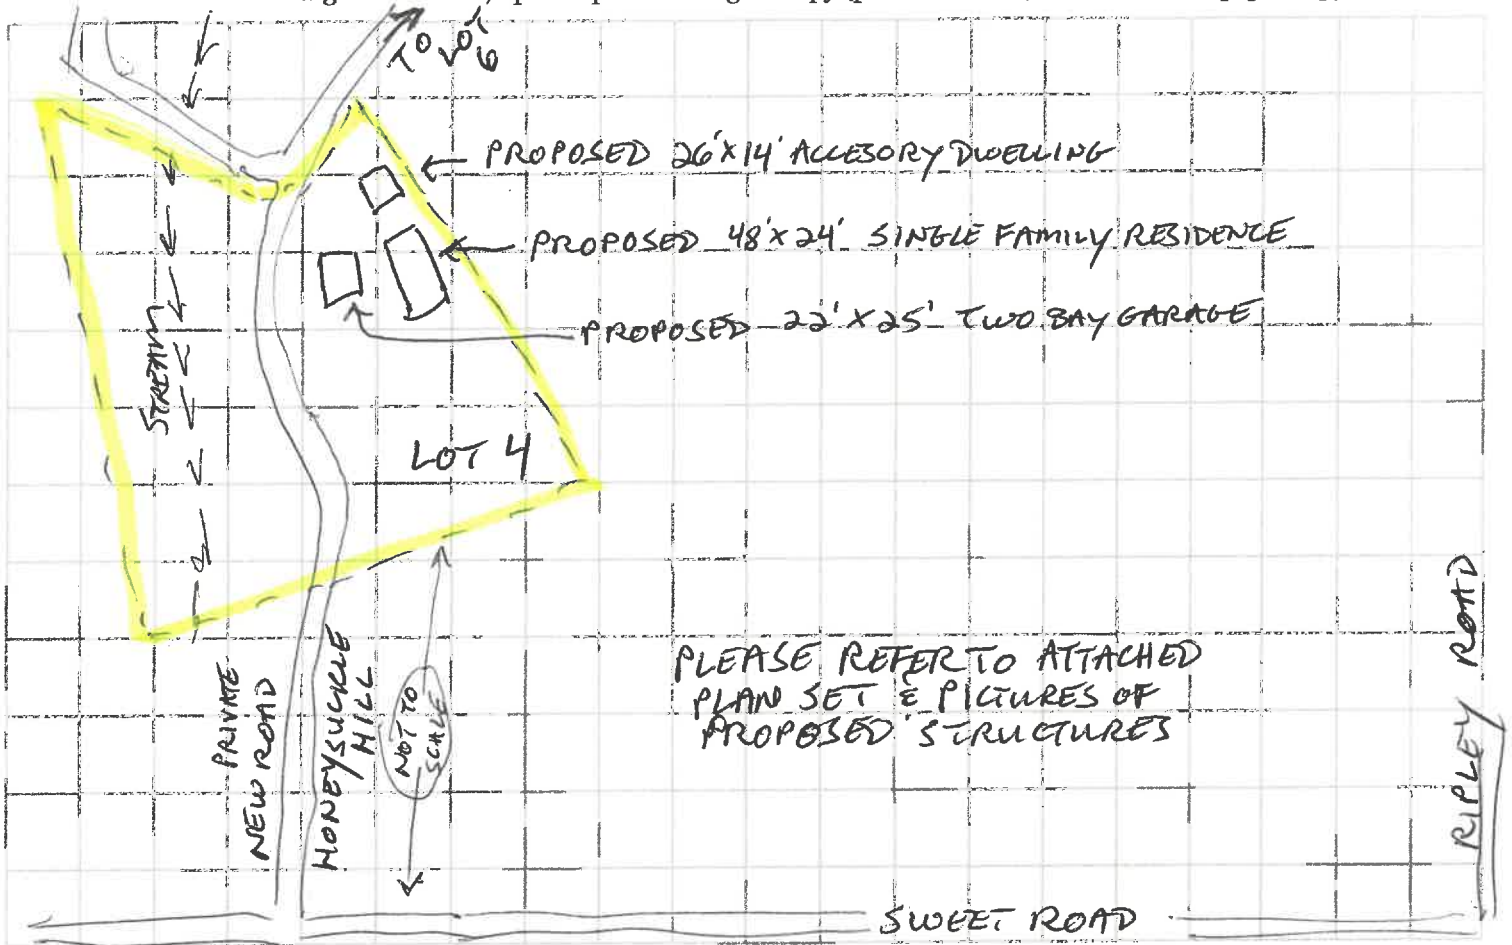 TO
PROPOSED 26'X14' ACCESORY DWELLING
PROPOSED 48'X24' SINGLE FAMILY RESIDENCE
PROPOSED 22'X25' TWO BAY GARAGE
STREAM
LOT 4
PRIVATE
NEW ROAD
HONEYSUCKLE
HILL
NOT TO
SCALE
PLEASE REFER TO ATTACHED
PLAN SET & PICTURES OF
PROPOSED STRUCTURES
RIPLEY ROAD
SWEET ROAD